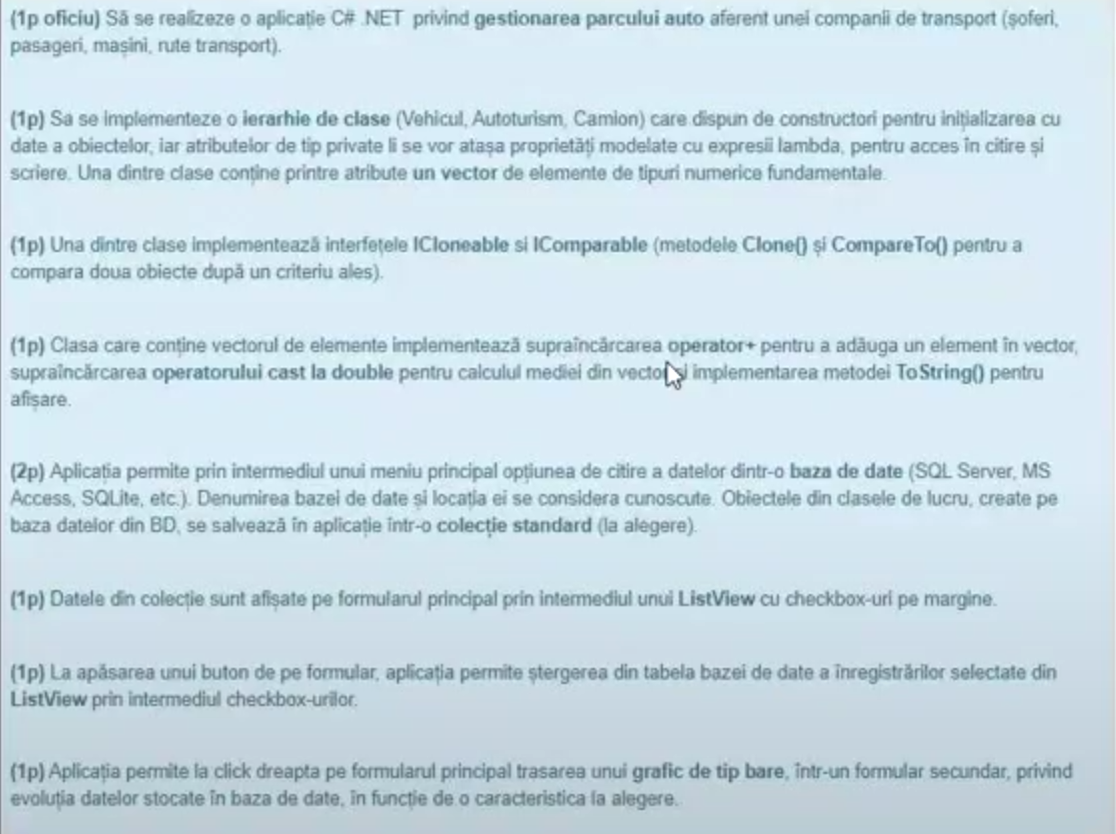 (1p oficiu) Să se realizeze o aplicație C# .NET privind gestionarea parcului auto aferent unei companii de transport (șoferi,
pasageri, mașini, rute transport).
(1p) Sa se implementeze o ierarhie de clase (Vehicul, Autoturism, Camion) care dispun de constructori pentru inițializarea cu
date a obiectelor, iar atributelor de tip private li se vor atașa proprietăți modelate cu expresii lambda, pentru acces în citire și
scriere. Una dintre clase conține printre atribute un vector de elemente de tipuri numerice fundamentale.
(1p) Una dintre clase implementează interfețele ICloneable si IComparable (metodele Clone() și CompareTo() pentru a
compara doua obiecte după un criteriu ales).
(1p) Clasa care conține vectorul de elemente implementează supraîncărcarea operator+ pentru a adăuga un element în vector,
supraîncărcarea operatorului cast la double pentru calculul mediei din vector și implementarea metodei ToString() pentru
afișare.
(2p) Aplicația permite prin intermediul unui meniu principal opțiunea de citire a datelor dintr-o baza de date (SQL Server, MS
Access, SQLite, etc.). Denumirea bazei de date și locația ei se considera cunoscute. Obiectele din clasele de lucru, create pe
baza datelor din BD, se salvează în aplicație într-o colecție standard (la alegere).
(1p) Datele din colecție sunt afișate pe formularul principal prin intermediul unui ListView cu checkbox-uri pe margine.
(1p) La apăsarea unui buton de pe formular, aplicația permite ștergerea din tabela bazei de date a înregistrărilor selectate din
ListView prin intermediul checkbox-urilor.
(1p) Aplicația permite la click dreapta pe formularul principal trasarea unui grafic de tip bare, într-un formular secundar, privind
evoluția datelor stocate în baza de date, în funcție de o caracteristica la alegere.